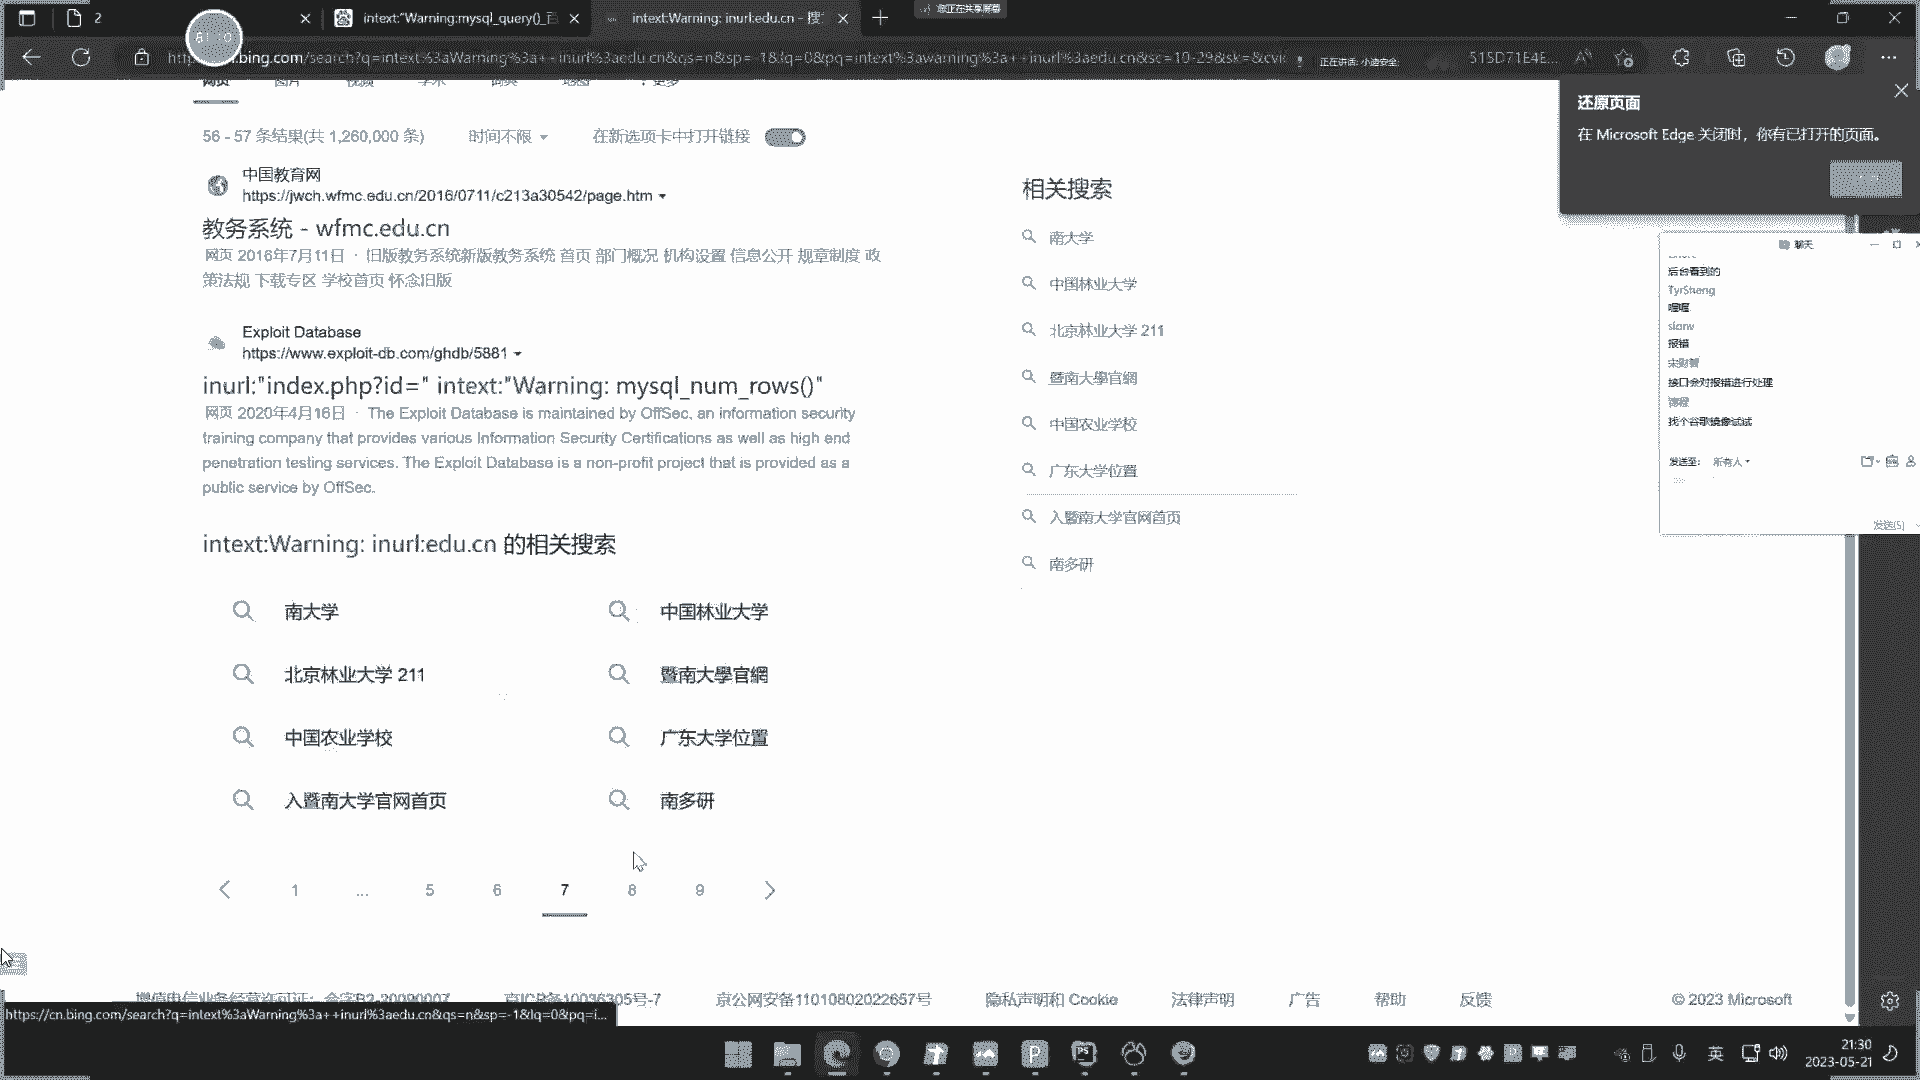 2
intext:"Warning:mysql_query()_百
intext:Warning: inurl:edu.cn - 搜
您正在共享屏幕
.bing.com/search?q=intext%3aWarning%3a++inurl%3aedu.cn&qs=n&sp=-1&lq=0&pq=intext%3awarning%3a++inurl%3aedu.cn&sc=10-29&sk=&cvic
正在讲话: 小迪安全;
515D71E4E...
网页 图片 视频 学术 词典 地图 更多
56 - 57 条结果(共 1,260,000 条)
时间不限
在新选项卡中打开链接
还原页面
在 Microsoft Edge 关闭时，你有已打开的页面。
中国教育网
https://jwch.wfmc.edu.cn/2016/0711/c213a30542/page.htm
教务系统 - wfmc.edu.cn
网页 2016年7月11日 · 旧版教务系统新版教务系统 首页 部门概况 机构设置 信息公开 规章制度 政
策法规 下载专区 学校首页 怀念旧版
Exploit Database
https://www.exploit-db.com/ghdb/5881
inurl:"index.php?id=" intext:"Warning: mysql_num_rows()"
网页 2020年4月16日 · The Exploit Database is maintained by OffSec, an information security
training company that provides various Information Security Certifications as well as high end
penetration testing services. The Exploit Database is a non-profit project that is provided as a
public service by OffSec.
intext:Warning: inurl:edu.cn 的相关搜索
南大学
中国林业大学
北京林业大学 211
暨南大學官網
中国农业学校
广东大学位置
入暨南大学官网首页
南多研
1 ... 5 6 7 8 9
相关搜索
南大学
中国林业大学
北京林业大学 211
暨南大學官網
中国农业学校
广东大学位置
入暨南大学官网首页
南多研
聊天
后台看到的
TyrSheng
喔喔
sianv
报错
接口会对报错进行处理
找个谷歌镜像试试
发送至: 所有人
发送(S)
增值电信业务经营许可证：合字B2-20090007
京ICP备10036305号-7
京公网安备11010802022657号
隐私声明和 Cookie
法律声明
广告
帮助
反馈
© 2023 Microsoft
https://cn.bing.com/search?q=intext%3aWarning%3a++inurl%3aedu.cn&qs=n&sp=-1&lq=0&pq=i...
英
21:30
2023-05-21